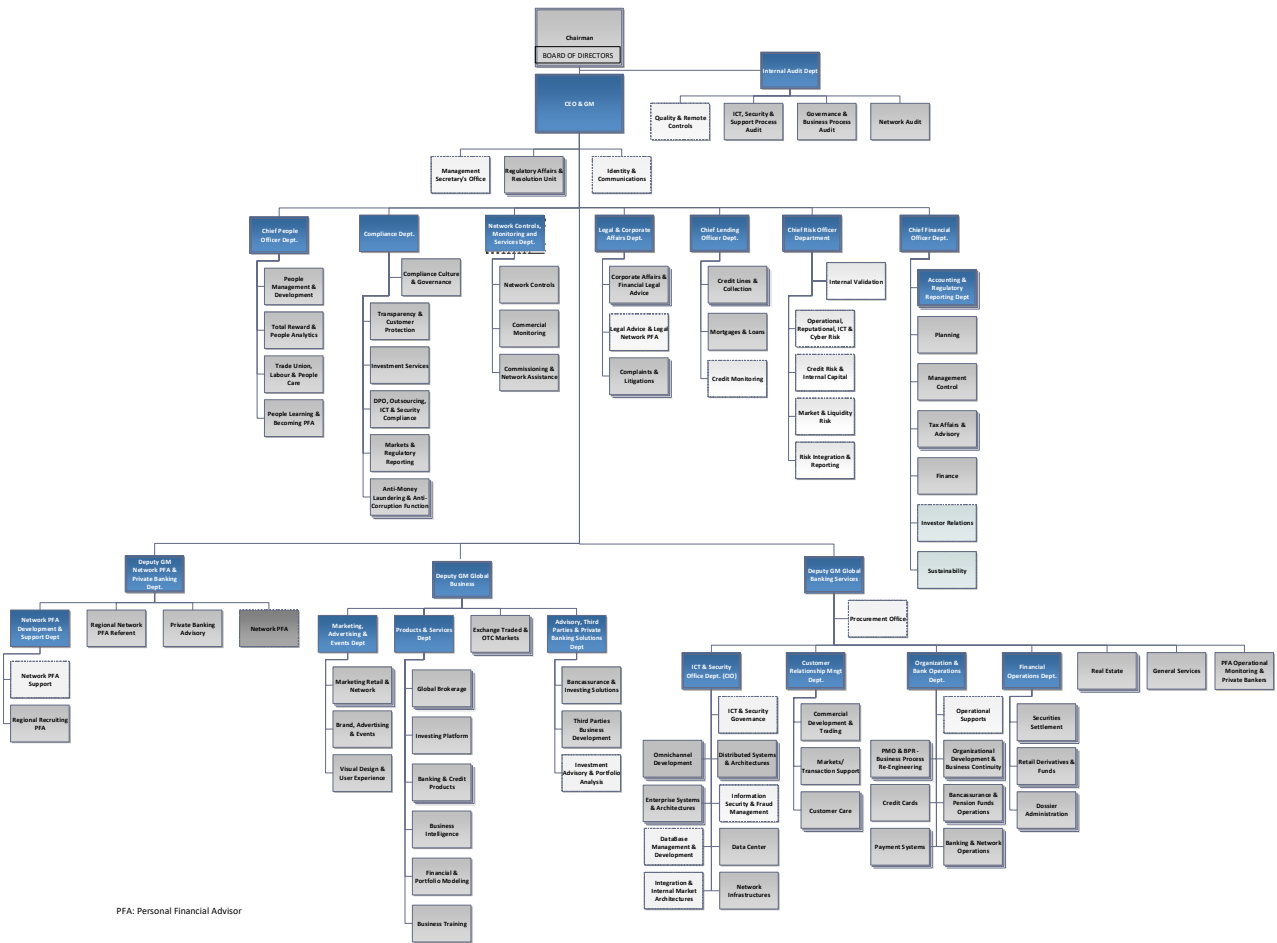 Chairman
BOARD OF DIRECTORS
Internal Audit Dept
CEO & GM
Quality & Remote
Controls
ICT, Security &
Support Process
Audit
Governance &
Business Process
Audit
Network Audit
Management
Secretary's Office
Regulatory Affairs &
Resolution Unit
Identity &
Communications
Chief People
Officer Dept.
Compliance Dept.
Network Controls,
Monitoring and
Services Dept.
Legal & Corporate
Affairs Dept.
Chief Lending
Officer Dept.
Chief Risk Officer
Department
Chief Financial
Officer Dept.
People
Management &
Development
Total Reward &
People Analytics
Trade Union,
Labour & People
Care
People Learning &
Becoming PFA
Compliance Culture
& Governance
Transparency &
Customer
Protection
Investment Services
DPO, Outsourcing,
ICT & Security
Compliance
Markets &
Regulatory
Reporting
Anti-Money
Laundering & Anti-
Corruption Function
Network Controls
Commercial
Monitoring
Commissioning &
Network Assistance
Corporate Affairs &
Financial Legal
Advice
Legal Advice & Legal
Network PFA
Complaints &
Litigations
Credit Lines &
Collection
Mortgages & Loans
Credit Monitoring
Internal Validation
Operational,
Reputational, ICT &
Cyber Risk
Credit Risk &
Internal Capital
Market & Liquidity
Risk
Risk Integration &
Reporting
Accounting &
Regulatory
Reporting Dept
Planning
Management
Control
Tax Affairs &
Advisory
Finance
Investor Relations
Sustainability
Deputy GM
Network PFA &
Private Banking
Dept.
Deputy GM Global
Business
Deputy GM Global
Banking Services
Network PFA
Development &
Support Dept
Regional Network
PFA Referent
Private Banking
Advisory
Network PFA
Network PFA
Support
Regional Recruiting
PFA
Marketing,
Advertising &
Events Dept
Products & Services
Dept
Exchange Traded &
OTC Markets
Advisory, Third
Parties & Private
Banking Solutions
Dept
Marketing Retail &
Network
Brand, Advertising
& Events
Visual Design &
User Experience
Global Brokerage
Investing Platform
Banking & Credit
Products
Business
Intelligence
Financial &
Portfolio Modeling
Business Training
Bancassurance &
Investing Solutions
Third Parties
Business
Development
Investment
Advisory & Portfolio
Analysis
Procurement Office
ICT & Security
Office Dept. (CIO)
Customer
Relationship Mngt
Dept.
Organization &
Bank Operations
Dept.
Financial
Operations Dept.
Real Estate
General Services
PFA Operational
Monitoring &
Private Bankers
ICT & Security
Governance
Omnichannel
Development
Distributed Systems
& Architectures
Enterprise Systems
& Architectures
Information
Security & Fraud
Management
DataBase
Management &
Development
Data Center
Integration &
Internal Market
Architectures
Network
Infrastructures
Commercial
Development &
Trading
Markets/
Transaction Support
Customer Care
Operational
Supports
PMO & BPR -
Business Process
Re-Engineering
Organizational
Development &
Business Continuity
Credit Cards
Bancassurance &
Pension Funds
Operations
Payment Systems
Banking & Network
Operations
Securities
Settlement
Retail Derivatives &
Funds
Dossier
Administration
PFA: Personal Financial Advisor